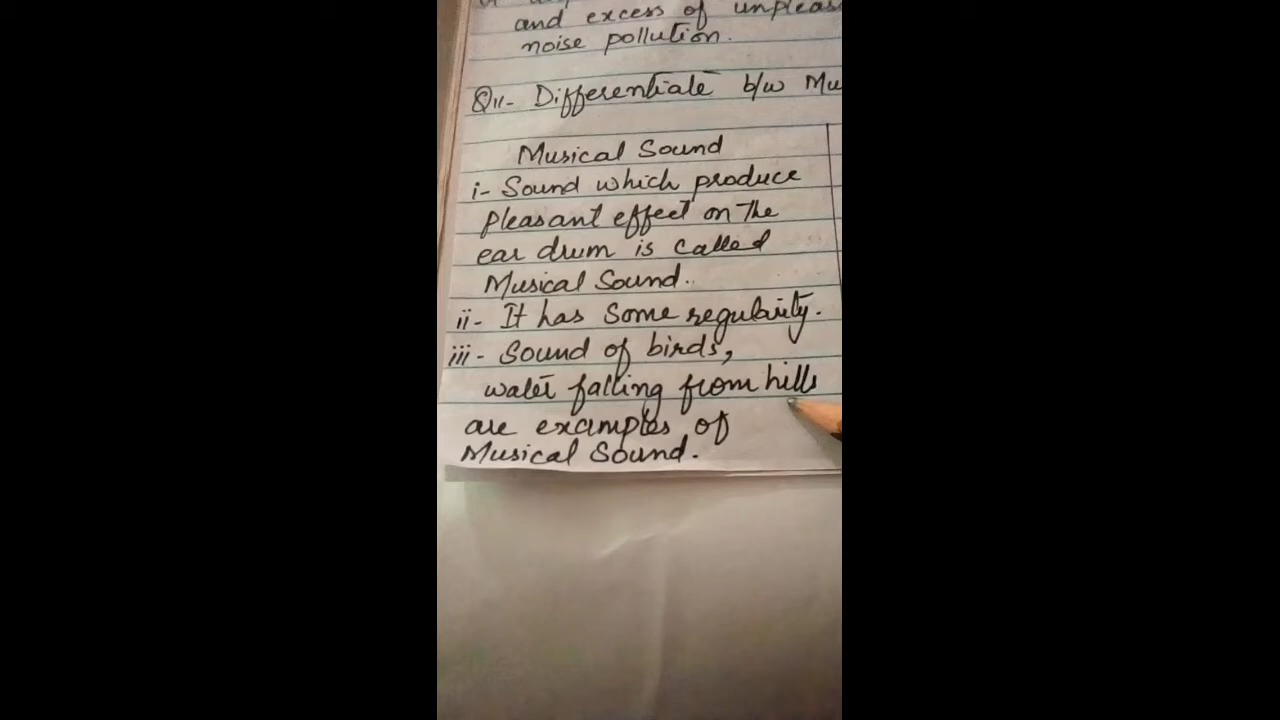 and excess of unpleas
noise pollution.
Q11- Differentiate b/w Mu
Musical Sound
i- Sound which produce
pleasant effect on the
ear drum is called
Musical Sound.
ii- It has some regularity.
iii- Sound of birds,
water falling from hills
are examples of
Musical Sound.